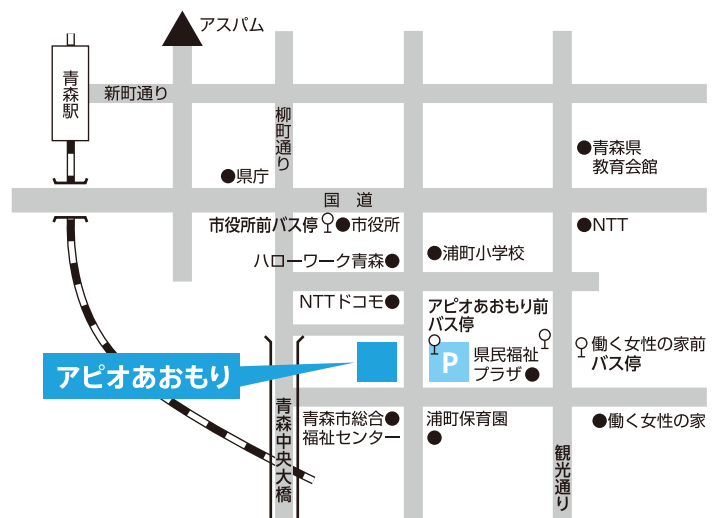 アスパム
青森駅
新町通り
柳町通り
青森県
教育会館
県庁
国 道
市役所前バス停
市役所
NTT
浦町小学校
ハローワーク青森
NTTドコモ
アピオあおもり前
バス停
働く女性の家前
バス停
県民福祉
プラザ
P
アピオあおもり
青森中央大橋
青森市総合
福祉センター
浦町保育園
働く女性の家
観光通り